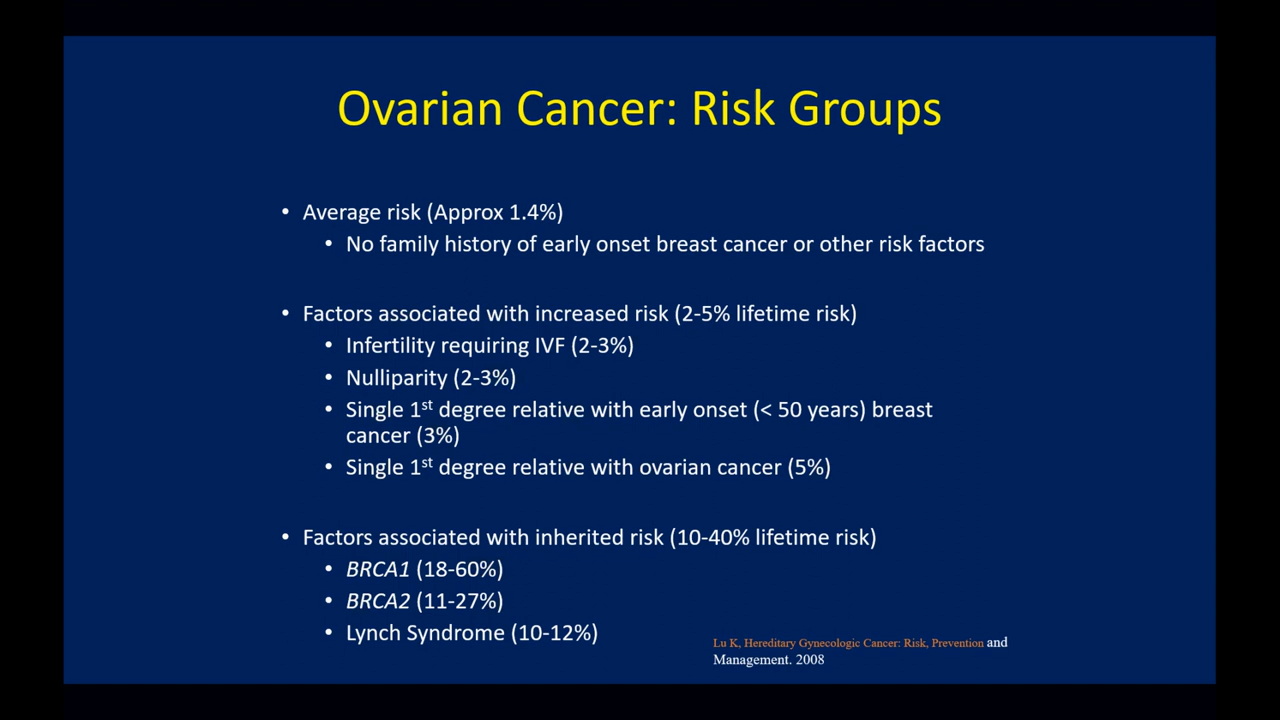 Ovarian Cancer: Risk Groups
• Average risk (Approx 1.4%)
• No family history of early onset breast cancer or other risk factors
• Factors associated with increased risk (2-5% lifetime risk)
• Infertility requiring IVF (2-3%)
• Nulliparity (2-3%)
• Single 1st degree relative with early onset (< 50 years) breast
cancer (3%)
• Single 1st degree relative with ovarian cancer (5%)
• Factors associated with inherited risk (10-40% lifetime risk)
• BRCA1 (18-60%)
• BRCA2 (11-27%)
• Lynch Syndrome (10-12%)
Lu K, Hereditary Gynecologic Cancer: Risk, Prevention and
Management. 2008